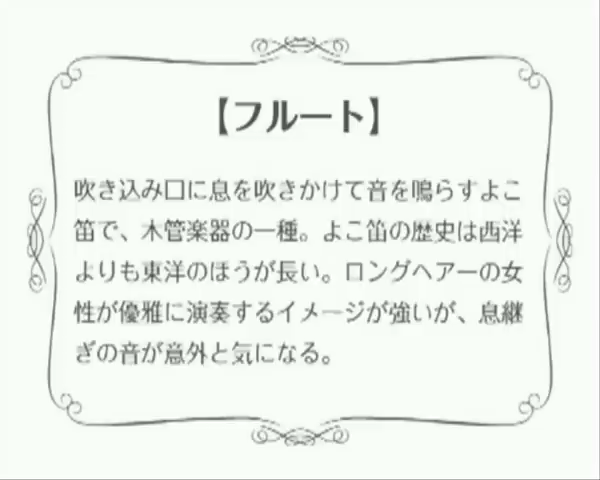 【フルート】
吹き込み口に息を吹きかけて音を鳴らすよこ
笛で、木管楽器の一種。よこ笛の歴史は西洋
よりも東洋のほうが長い。ロングヘアーの女
性が優雅に演奏するイメージが強いが、息継
ぎの音が意外と気になる。